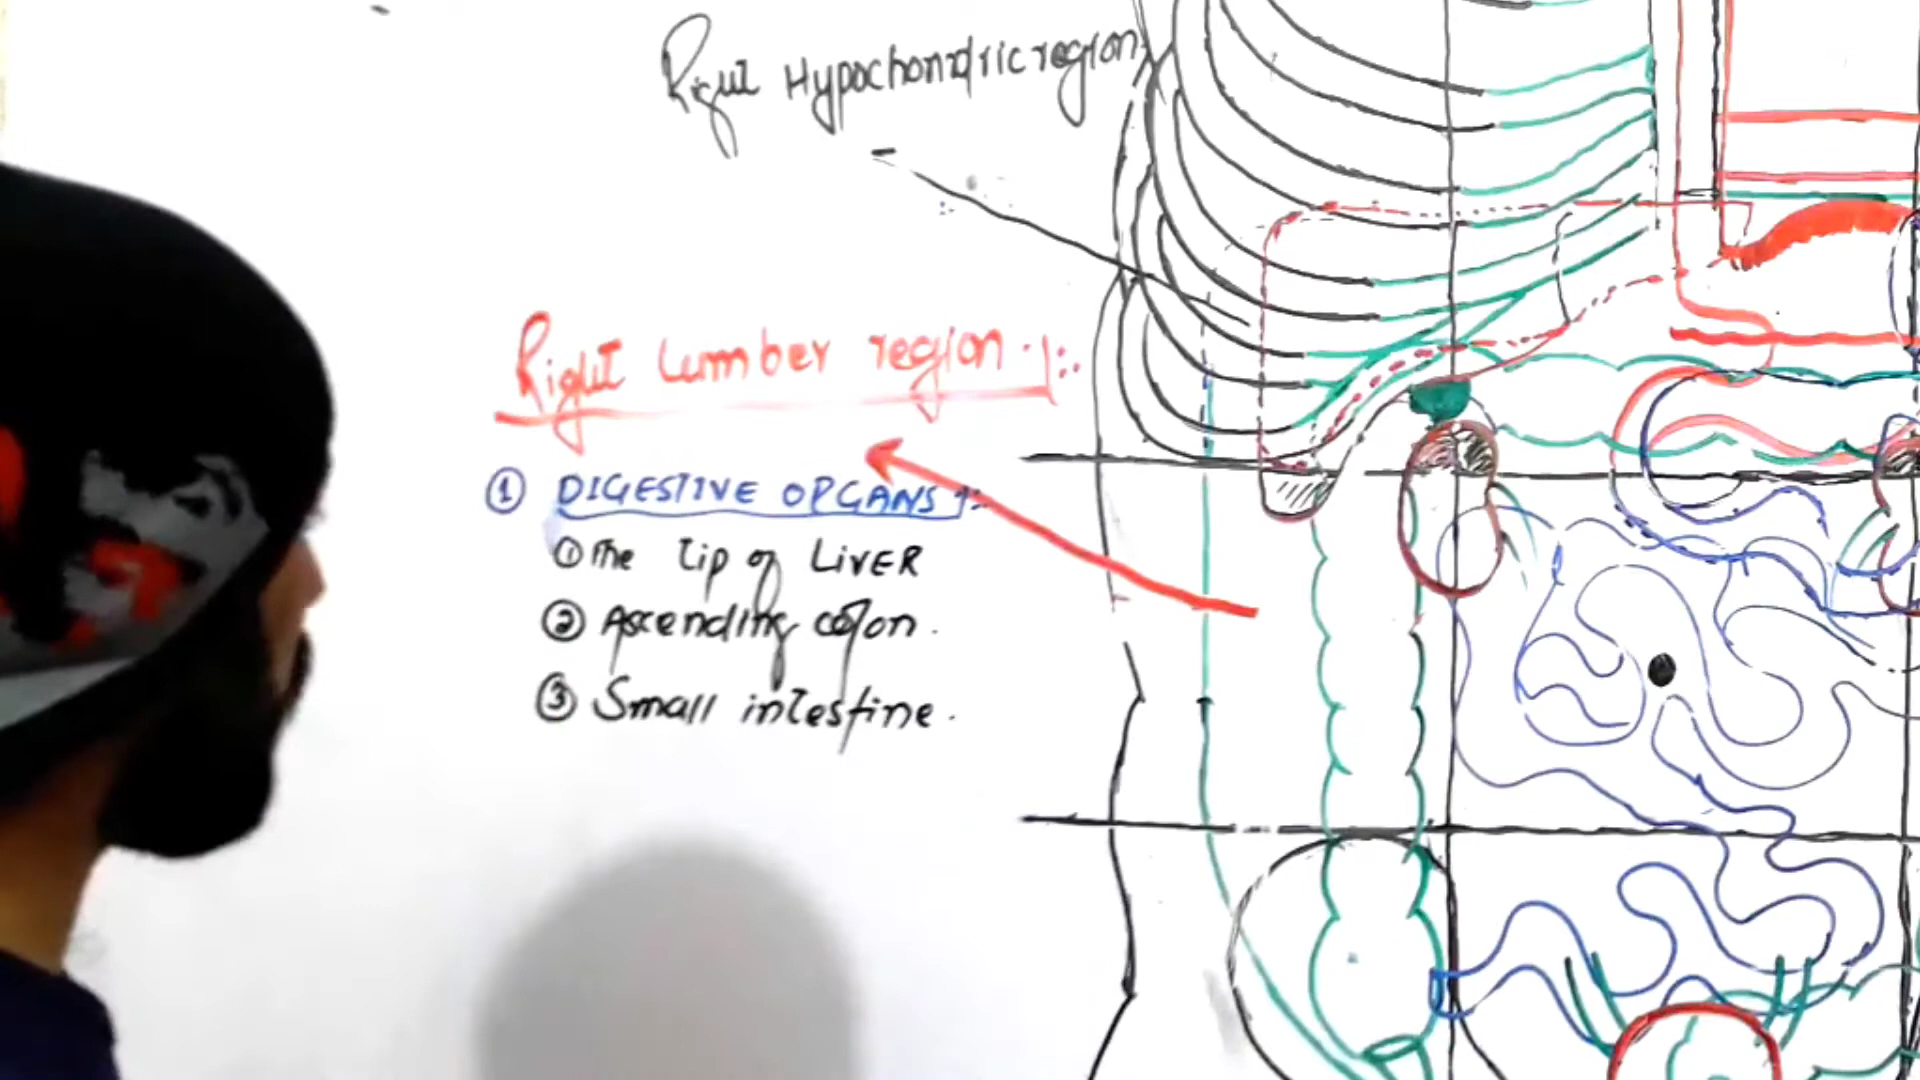 Right Hypochondric region
Right lumber region :-
① DIGESTIVE ORGANS :-
① The tip of LIVER
② Ascending colon.
③ Small intestine.